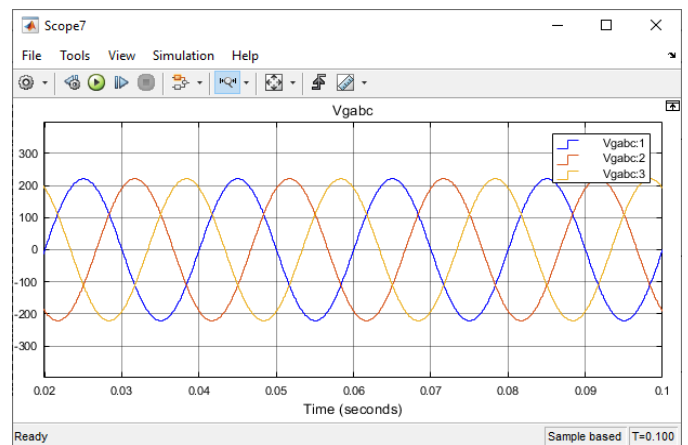 Scope7
File Tools View Simulation Help
Vgabc
Vgabc:1
Vgabc:2
Vgabc:3
300
200
100
0
-100
-200
-300
0.02 0.03 0.04 0.05 0.06 0.07 0.08 0.09 0.1
Time (seconds)
Ready Sample based T=0.100